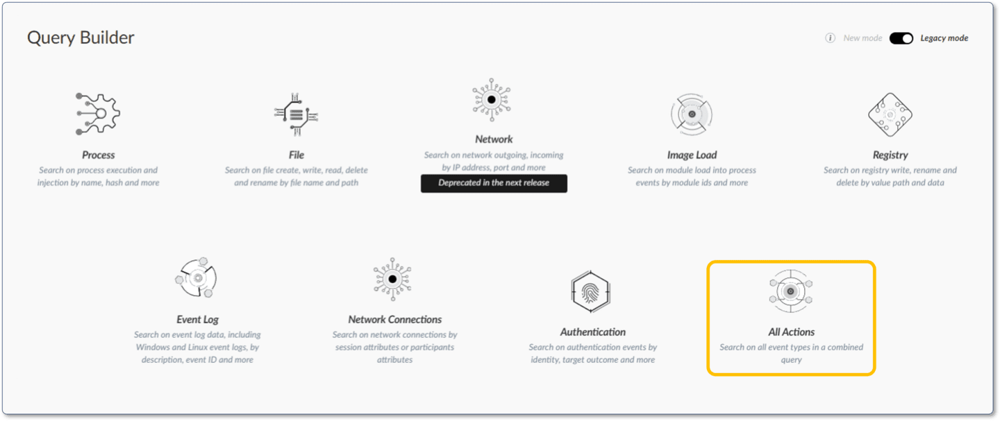 Query Builder
New mode
Legacy mode
Process
Search on process execution and
injection by name, hash and more
File
Search on file create, write, read, delete
and rename by file name and path
Network
Search on network outgoing, incoming
by IP address, port and more
Deprecated in the next release
Image Load
Search on module load into process
events by module ids and more
Registry
Search on registry write, rename and
delete by value path and data
Event Log
Search on event log data, including
Windows and Linux event logs, by
description, event ID and more
Network Connections
Search on network connections by
session attributes or participants
attributes
Authentication
Search on authentication events by
identity, target outcome and more
All Actions
Search on all event types in a combined
query